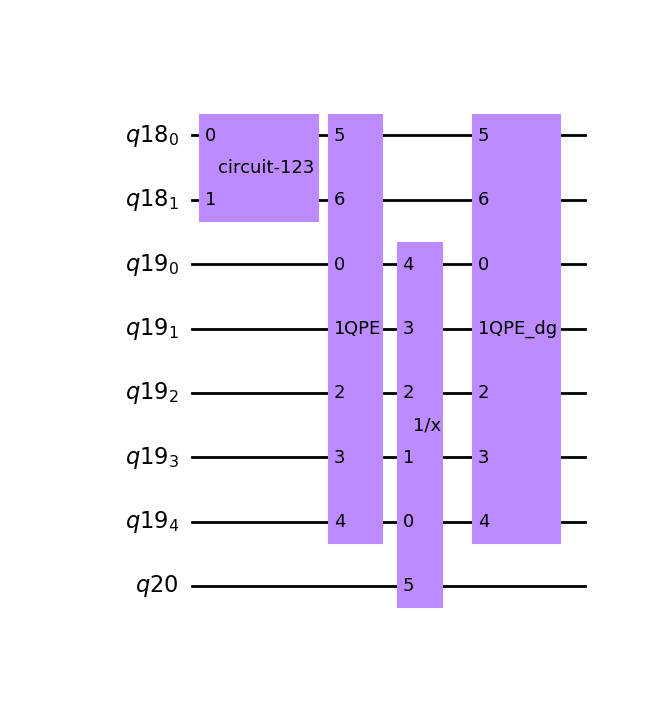 q18₀ 0 5 5
circuit-123
q18₁ 1 6 6
q19₀ 0 4 0
q19₁ 1QPE 3 1QPE_dg
q19₂ 2 2 2
1/x
q19₃ 3 1 3
q19₄ 4 0 4
q20 5